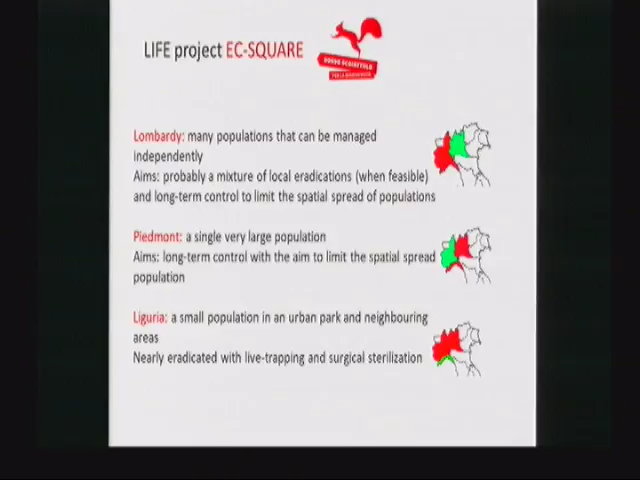 LIFE project EC-SQUARE
ROSSO SCOIATTOLO
Lombardy: many populations that can be managed
independently
Aims: probably a mixture of local eradications (when feasible)
and long-term control to limit the spatial spread of populations
Piedmont: a single very large population
Aims: long-term control with the aim to limit the spatial spread
population
Liguria: a small population in an urban park and neighbouring
areas
Nearly eradicated with live-trapping and surgical sterilization